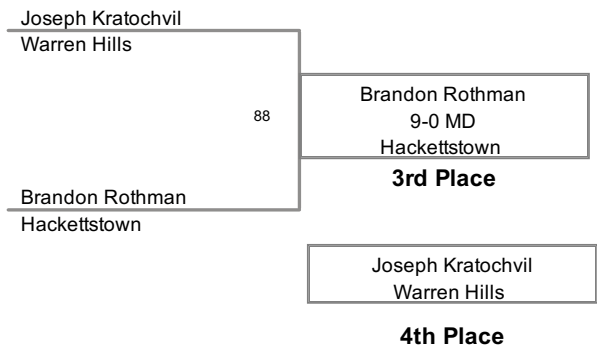 Joseph Kratochvil
Warren Hills
88
Brandon Rothman
9-0 MD
Hackettstown
3rd Place
Brandon Rothman
Hackettstown
Joseph Kratochvil
Warren Hills
4th Place